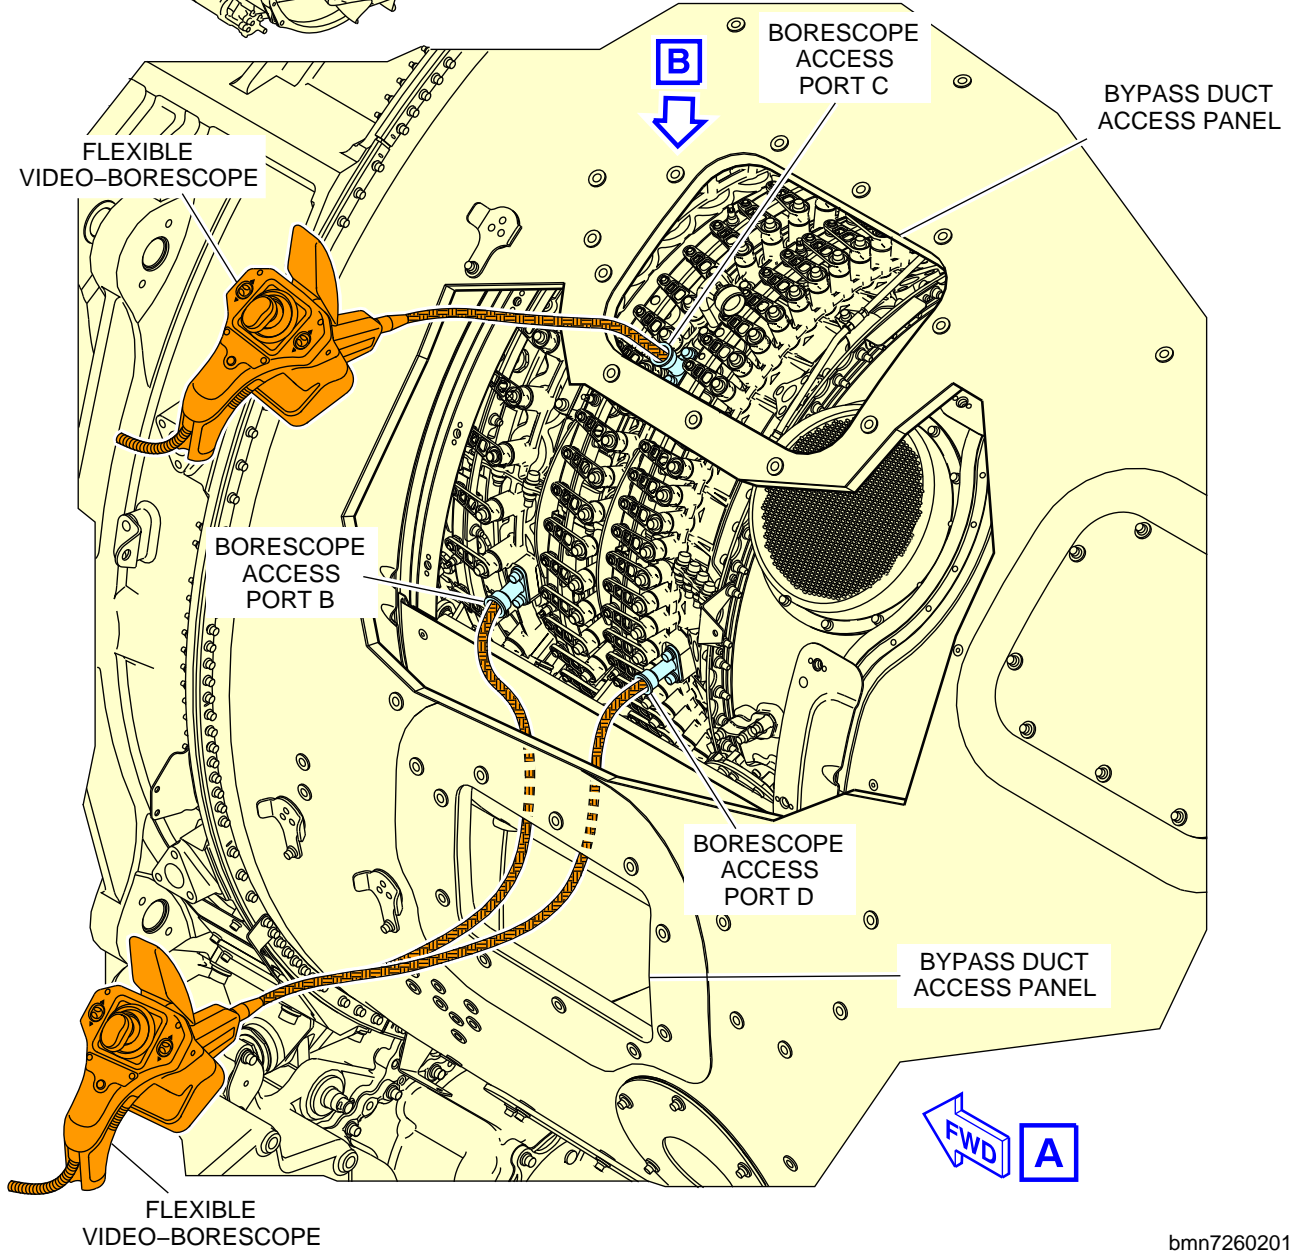 BORESCOPE
ACCESS
PORT C
B
BYPASS DUCT
ACCESS PANEL
FLEXIBLE
VIDEO−BORESCOPE
BORESCOPE
ACCESS
PORT B
BORESCOPE
ACCESS
PORT D
BYPASS DUCT
ACCESS PANEL
FWD
A
FLEXIBLE
VIDEO−BORESCOPE
bmn7260201